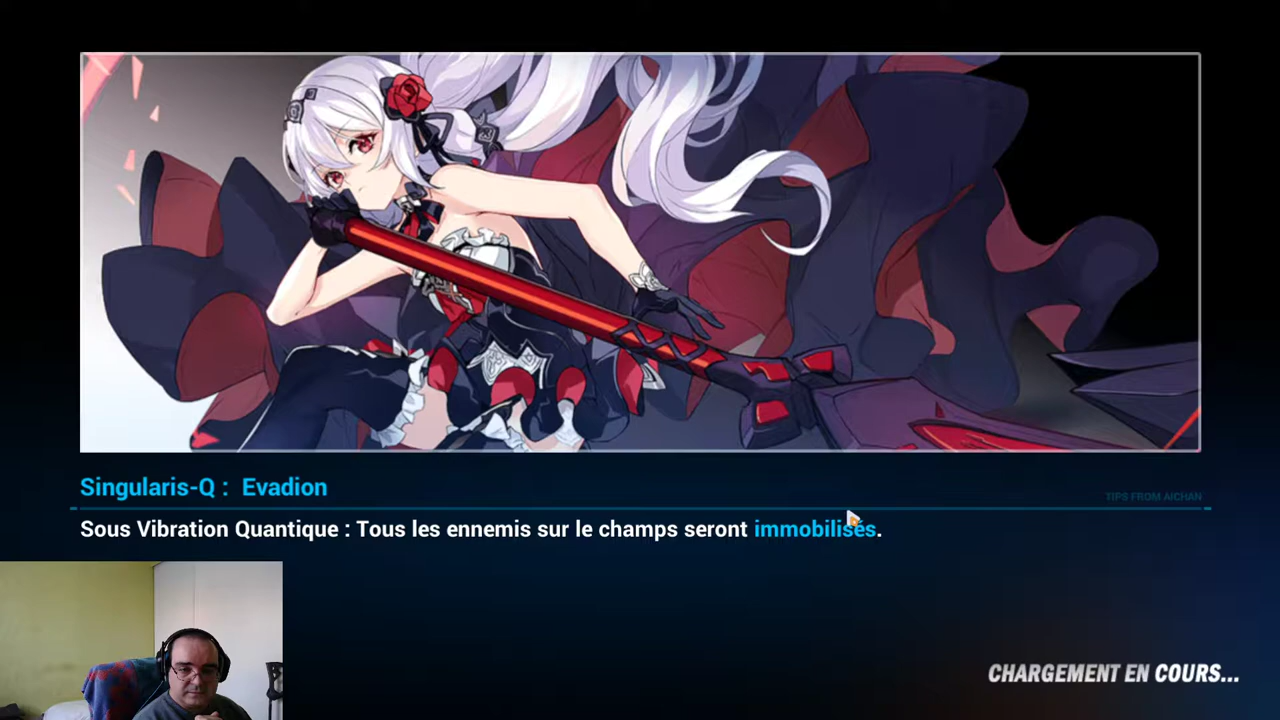 Singularis-Q : Evadion
TIPS FROM AICHAN
Sous Vibration Quantique : Tous les ennemis sur le champs seront immobilisés.
CHARGEMENT EN COURS...